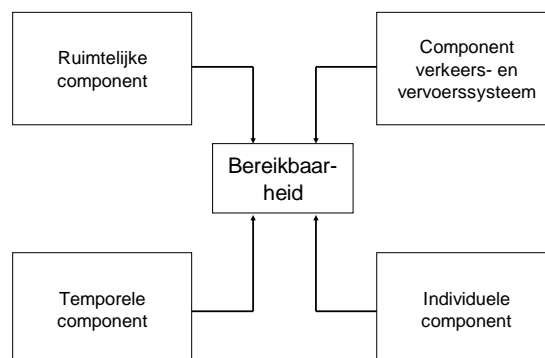 Ruimtelijke
component
Component
verkeers- en
vervoerssysteem
Bereikbaar-
heid
Temporele
component
Individuele
component